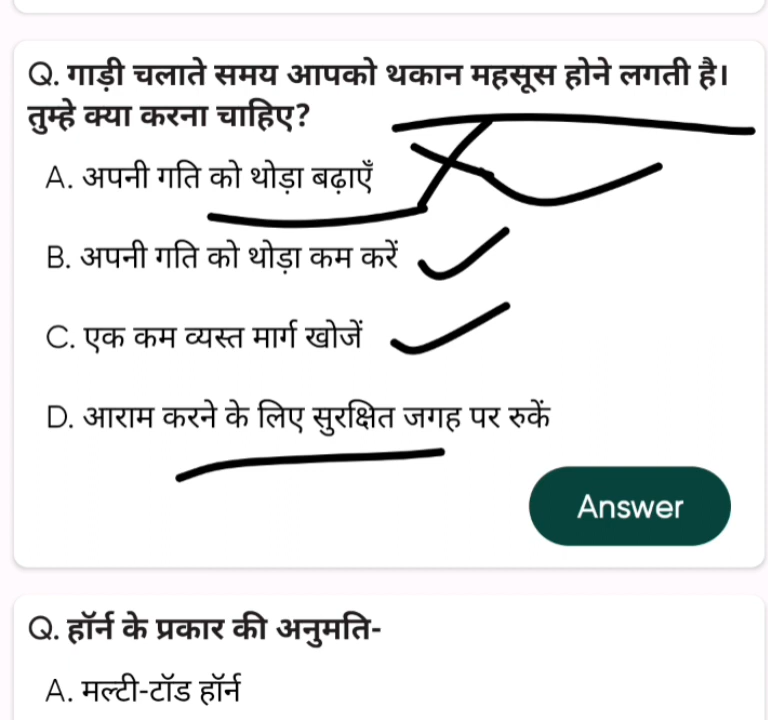 Q. गाड़ी चलाते समय आपको थकान महसूस होने लगती है।
तुम्हे क्या करना चाहिए?
A. अपनी गति को थोड़ा बढ़ाएँ
B. अपनी गति को थोड़ा कम करें
C. एक कम व्यस्त मार्ग खोजें
D. आराम करने के लिए सुरक्षित जगह पर रुकें
Answer
Q. हॉर्न के प्रकार की अनुमति-
A. मल्टी-टॉड हॉर्न